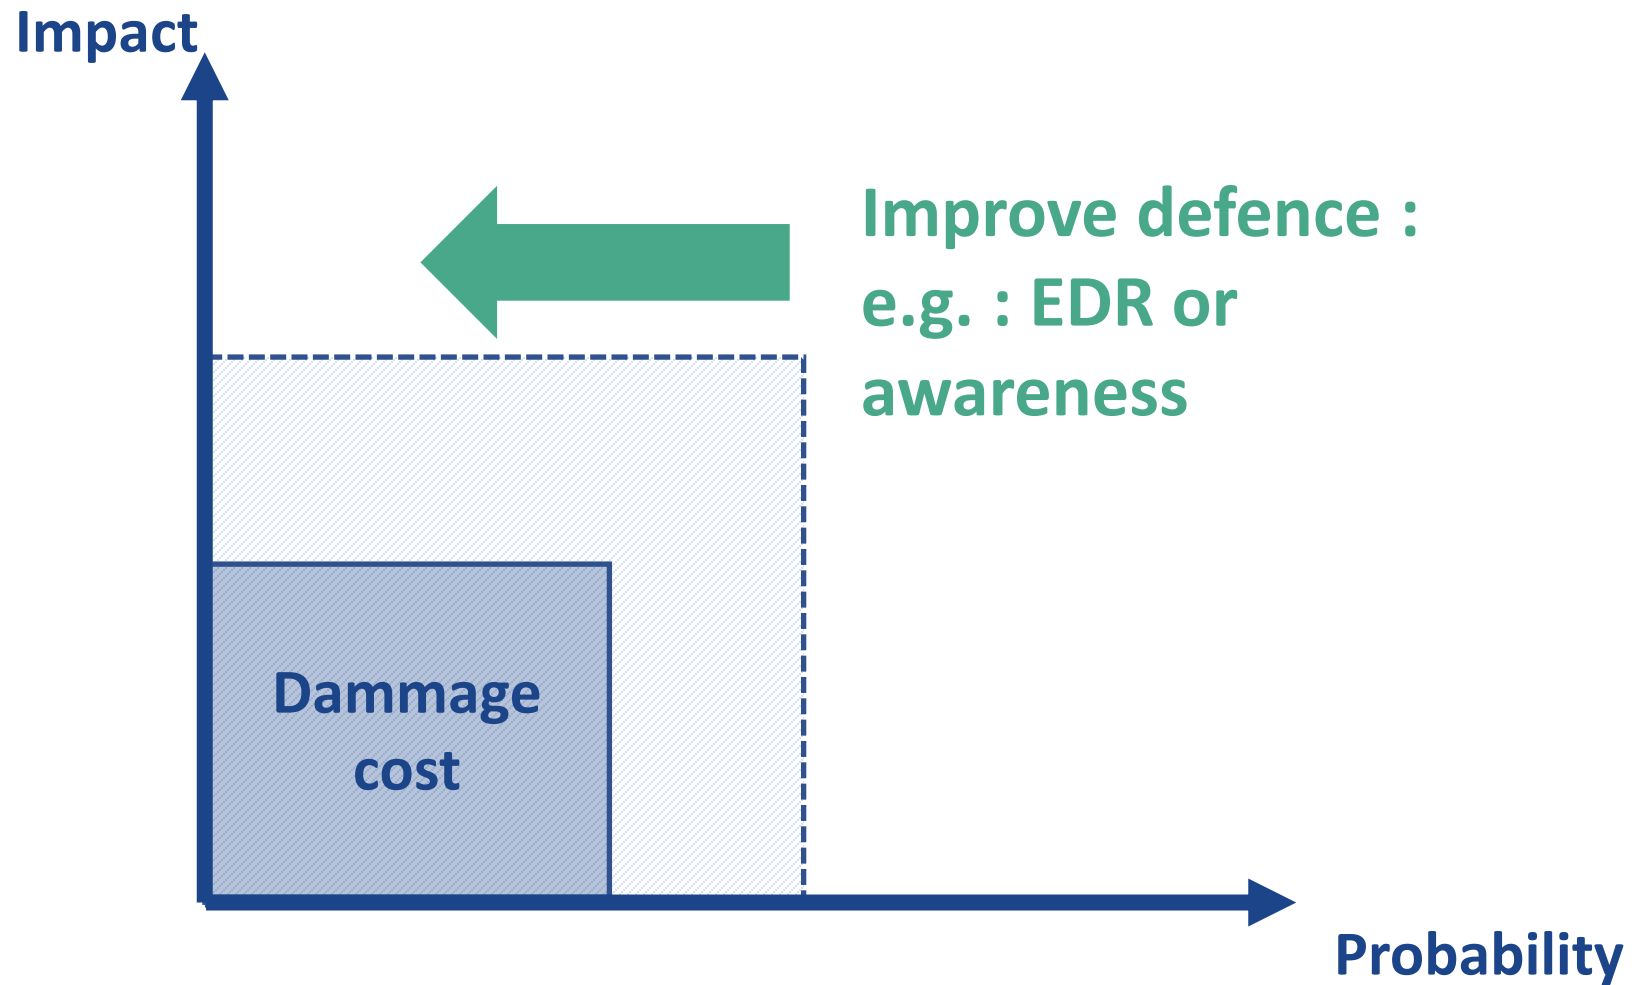 Impact
Improve defence :
e.g. : EDR or
awareness
Dammage
cost
Probability